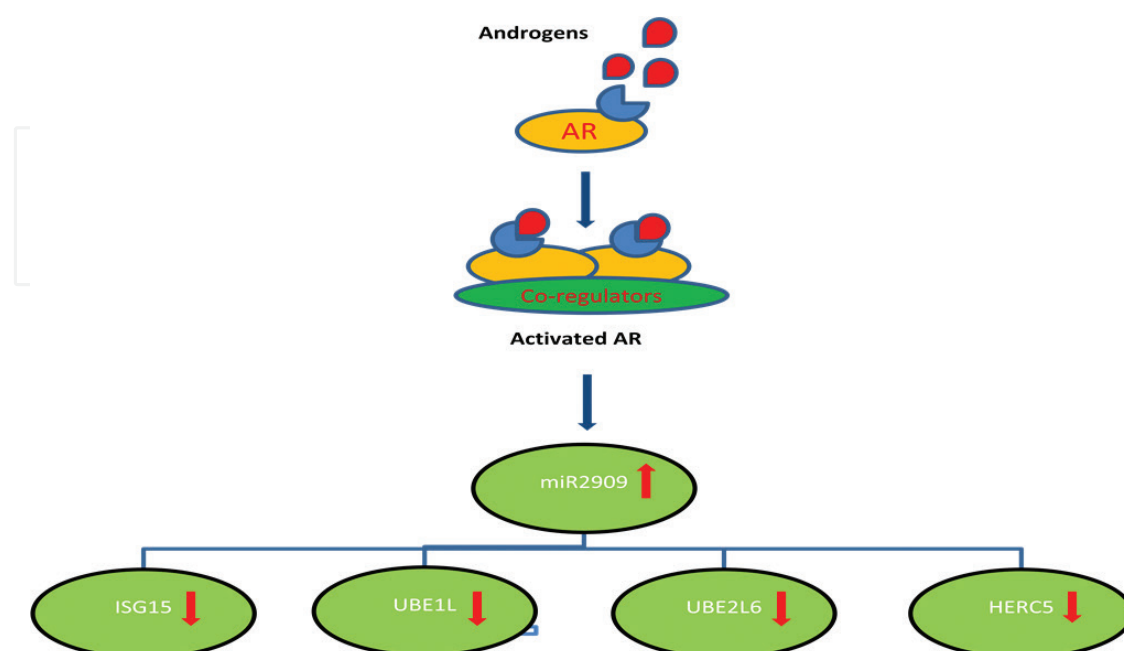 Androgens
AR
Co-regulators
Activated AR
miR2909
ISG15
UBE1L
UBE2L6
HERC5